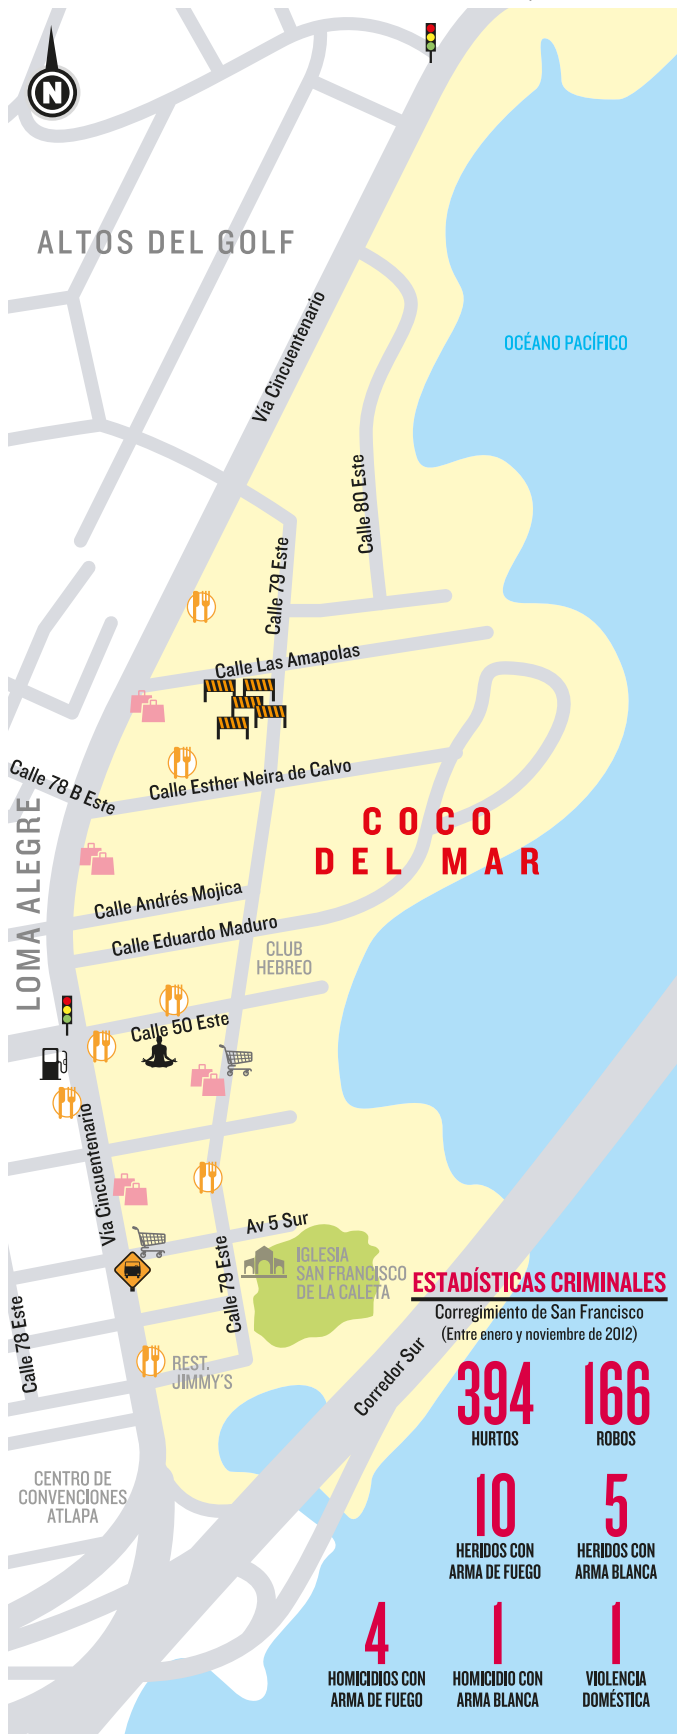 N
ALTOS DEL GOLF
OCÉANO PACÍFICO
Vía Cincuentenario
Calle 80 Este
Calle 79 Este
Calle Las Amapolas
Calle 78 B Este
Calle Esther Neira de Calvo
LOMA ALEGRE
COCO
DEL MAR
Calle Andrés Mojica
Calle Eduardo Maduro
CLUB
HEBREO
Calle 50 Este
Vía Cincuentenario
Av 5 Sur
Calle 79 Este
IGLESIA
SAN FRANCISCO
DE LA CALETA
Calle 78 Este
REST.
JIMMY'S
Corredor Sur
CENTRO DE
CONVENCIONES
ATLAPA
ESTADÍSTICAS CRIMINALES
Corregimiento de San Francisco
(Entre enero y noviembre de 2012)
394
HURTOS
166
ROBOS
10
HERIDOS CON
ARMA DE FUEGO
5
HERIDOS CON
ARMA BLANCA
4
HOMICIDIOS CON
ARMA DE FUEGO
1
HOMICIDIO CON
ARMA BLANCA
1
VIOLENCIA
DOMÉSTICA